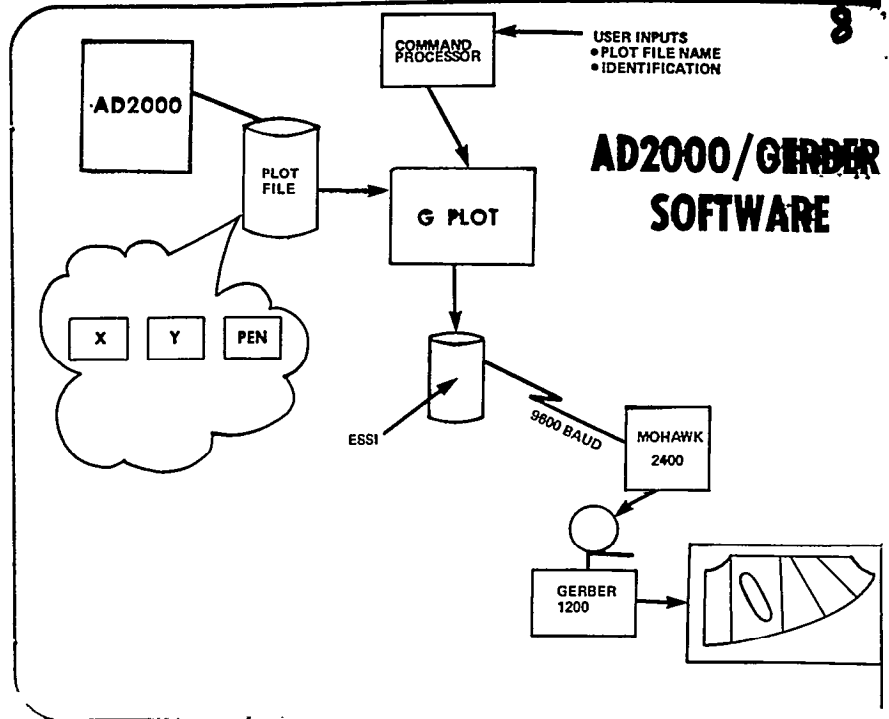 8
COMMAND
PROCESSOR
USER INPUTS
•PLOT FILE NAME
•IDENTIFICATION
AD2000
AD2000/GERBER
SOFTWARE
PLOT
FILE
G PLOT
X Y PEN
ESSI
9600 BAUD
MOHAWK
2400
GERBER
1200